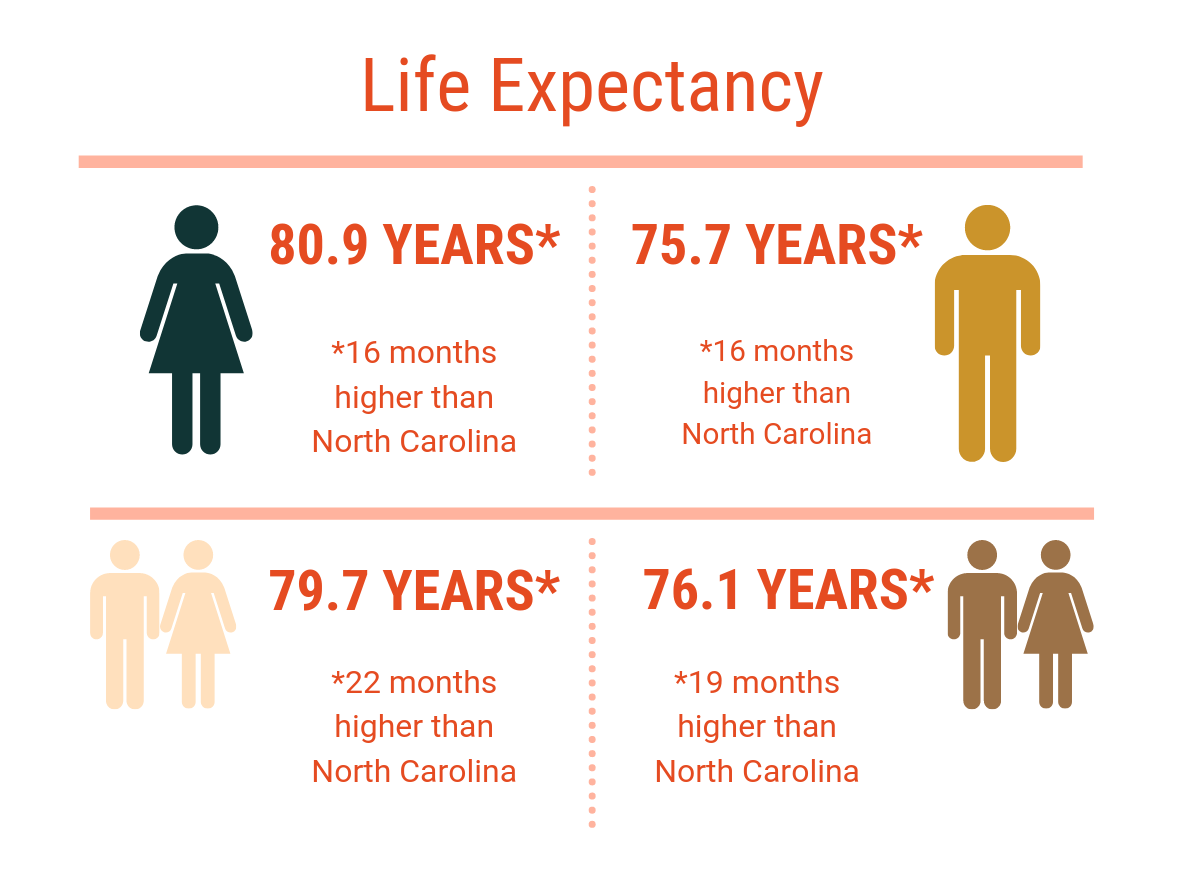 Life Expectancy
80.9 YEARS*
*16 months
higher than
North Carolina
75.7 YEARS*
*16 months
higher than
North Carolina
79.7 YEARS*
*22 months
higher than
North Carolina
76.1 YEARS*
*19 months
higher than
North Carolina